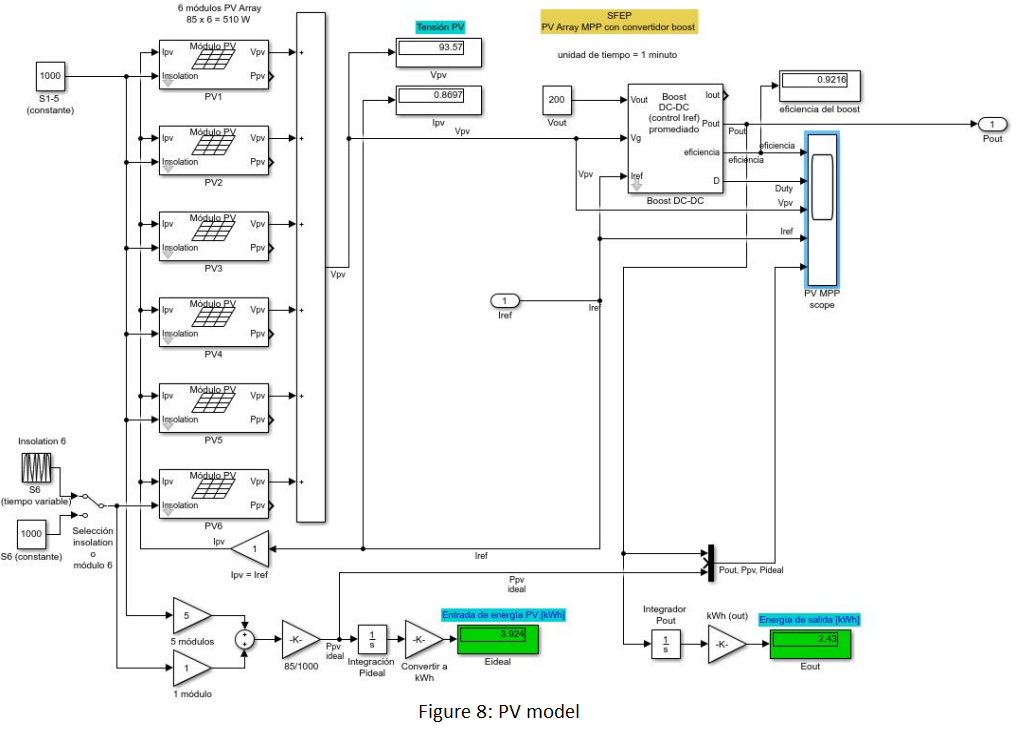 6 módulos PV Array
85 x 6 = 510 W
SFEP
PV Array MPP con convertidor boost
unidad de tiempo = 1 minuto
Tensión PV
93.57
Vpv
0.8697
Ipv
Vpv
1000
S1-5
(constante)
Módulo PV
Ipv
Vpv
Insolation
Ppv
PV1
Módulo PV
Ipv
Vpv
Insolation
Ppv
PV2
Módulo PV
Ipv
Vpv
Insolation
Ppv
PV3
Módulo PV
Ipv
Vpv
Insolation
Ppv
PV4
Módulo PV
Ipv
Vpv
Insolation
Ppv
PV5
Módulo PV
Ipv
Vpv
Insolation
Ppv
PV6
+
+
+
+
+
+
Vpv
200
Vout
Boost
DC-DC
(control Iref)
promediado
Vout
Vg
Iref
Iout
Pout
eficiencia
D
Boost DC-DC
Vpv
Pout
0.9216
eficiencia del boost
eficiencia
eficiencia
Duty
Vpv
Iref
PV MPP
scope
1
Pout
1
Iref
Iref
Insolation 6
S6
(tiempo variable)
1000
S6 (constante)
Selección
insolation
o
módulo 6
Ipv
1
Ipv = Iref
Iref
Ppv
ideal
Pout, Ppv, PIdeal
5
5 módulos
1
1 módulo
+
+
-K-
85/1000
Ppv
ideal
1
s
Integración
Pideal
-K-
Convertir a
kWh
Entrada de energía PV [kWh]
3.924
Eideal
Integrador
Pout
1
s
kWh (out)
-K-
Energía de salida [kWh]
2.43
Eout
Figure 8: PV model